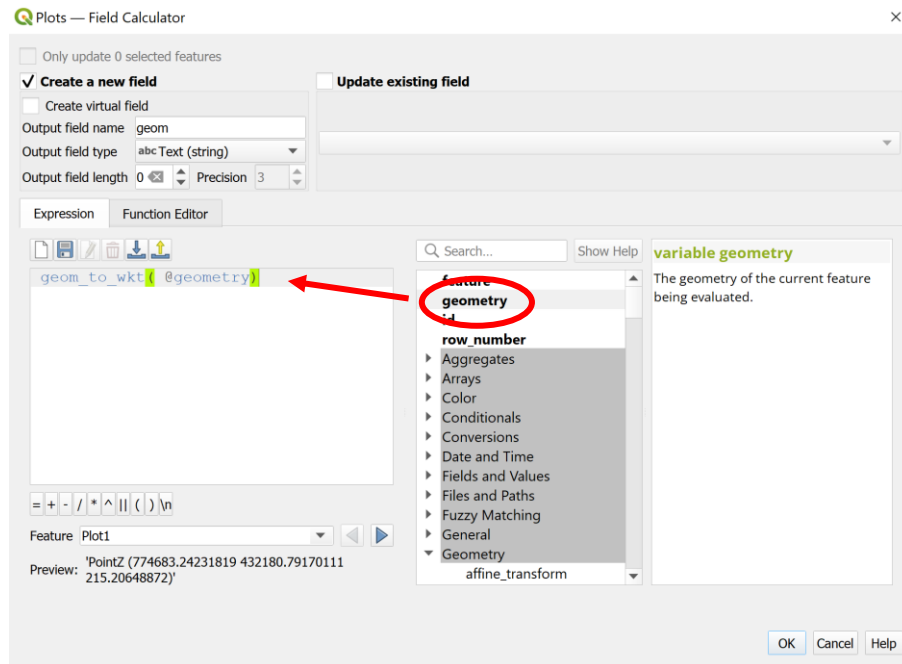 Plots — Field Calculator
Only update 0 selected features
Create a new field
Update existing field
Create virtual field
Output field name geom
Output field type abc Text (string)
Output field length 0 Precision 3
Expression Function Editor
Search... Show Help
geom_to_wkt( @geometry)
feature
geometry
id
row_number
Aggregates
Arrays
Color
Conditionals
Conversions
Date and Time
Fields and Values
Files and Paths
Fuzzy Matching
General
Geometry
affine_transform
variable geometry
The geometry of the current feature
being evaluated.
= + - / * ^ || ( ) \n
Feature Plot1
Preview: 'PointZ (774683.24231819 432180.79170111
215.20648872)'
OK Cancel Help